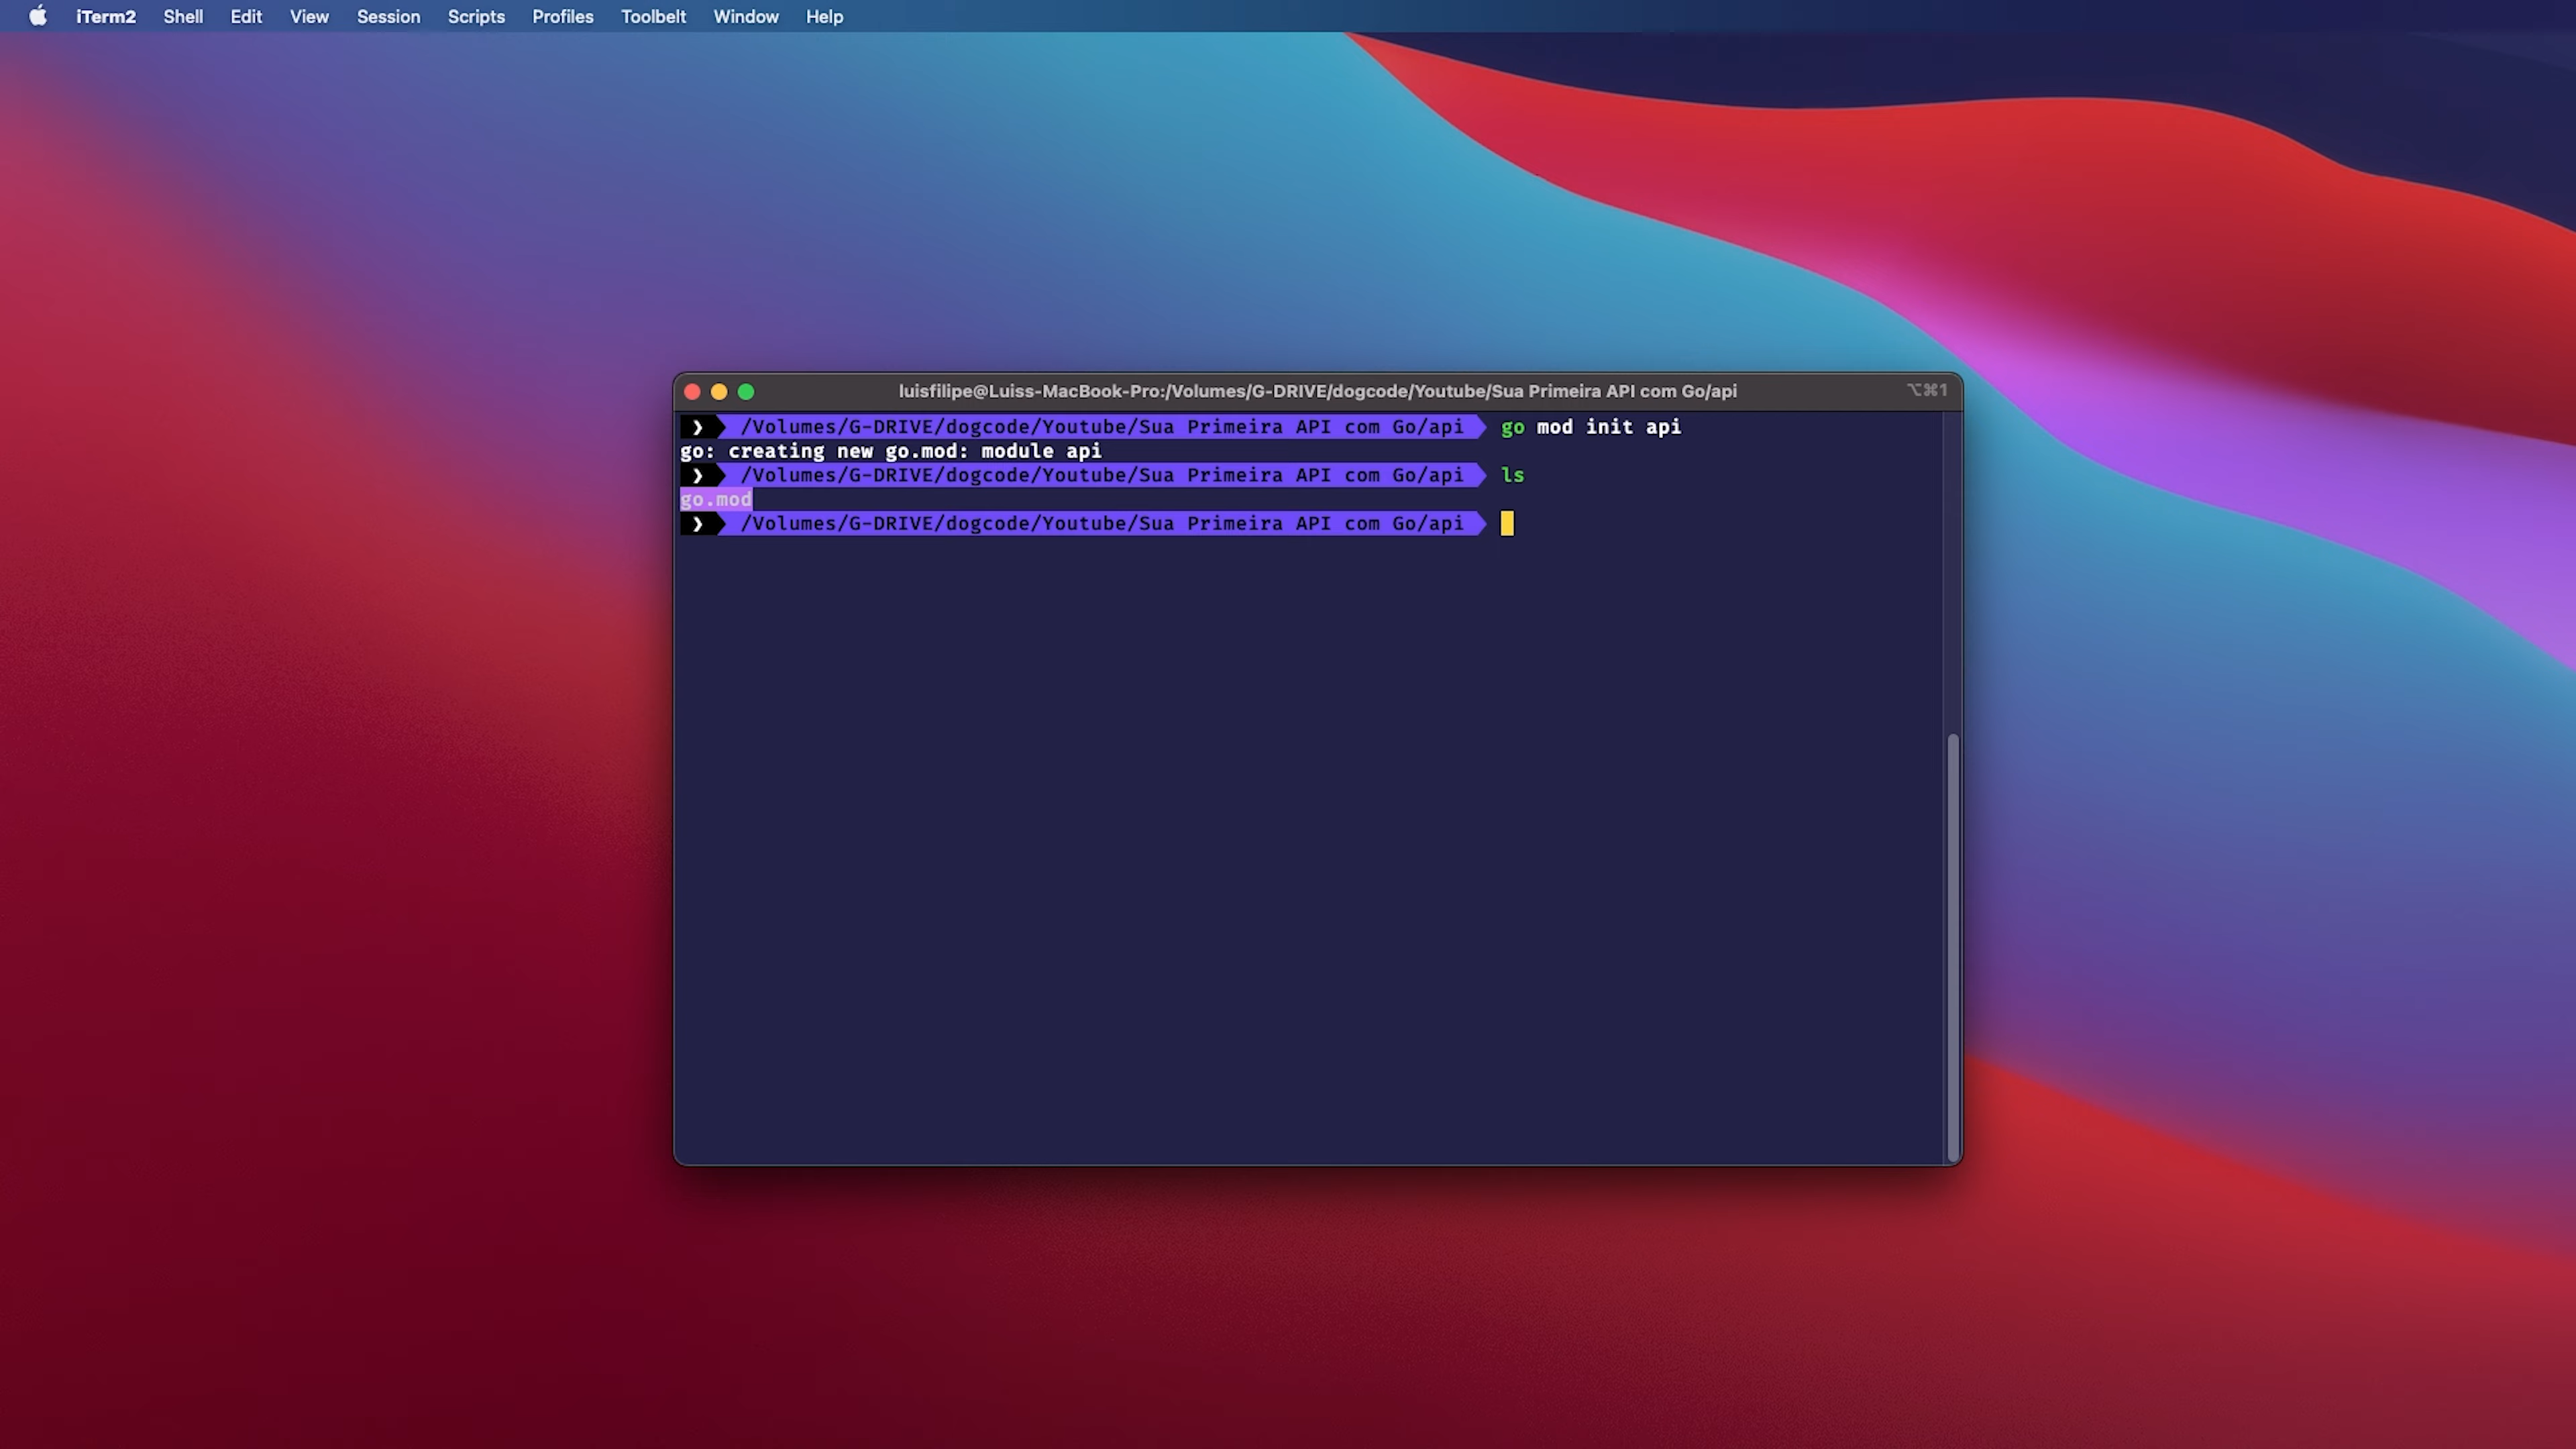 iTerm2 Shell Edit View Session Scripts Profiles Toolbelt Window Help
luisfilipe@Luiss-MacBook-Pro:/Volumes/G-DRIVE/dogcode/Youtube/Sua Primeira API com Go/api ⌥⌘1
❯ /Volumes/G-DRIVE/dogcode/Youtube/Sua Primeira API com Go/api go mod init api
go: creating new go.mod: module api
❯ /Volumes/G-DRIVE/dogcode/Youtube/Sua Primeira API com Go/api ls
go.mod
❯ /Volumes/G-DRIVE/dogcode/Youtube/Sua Primeira API com Go/api